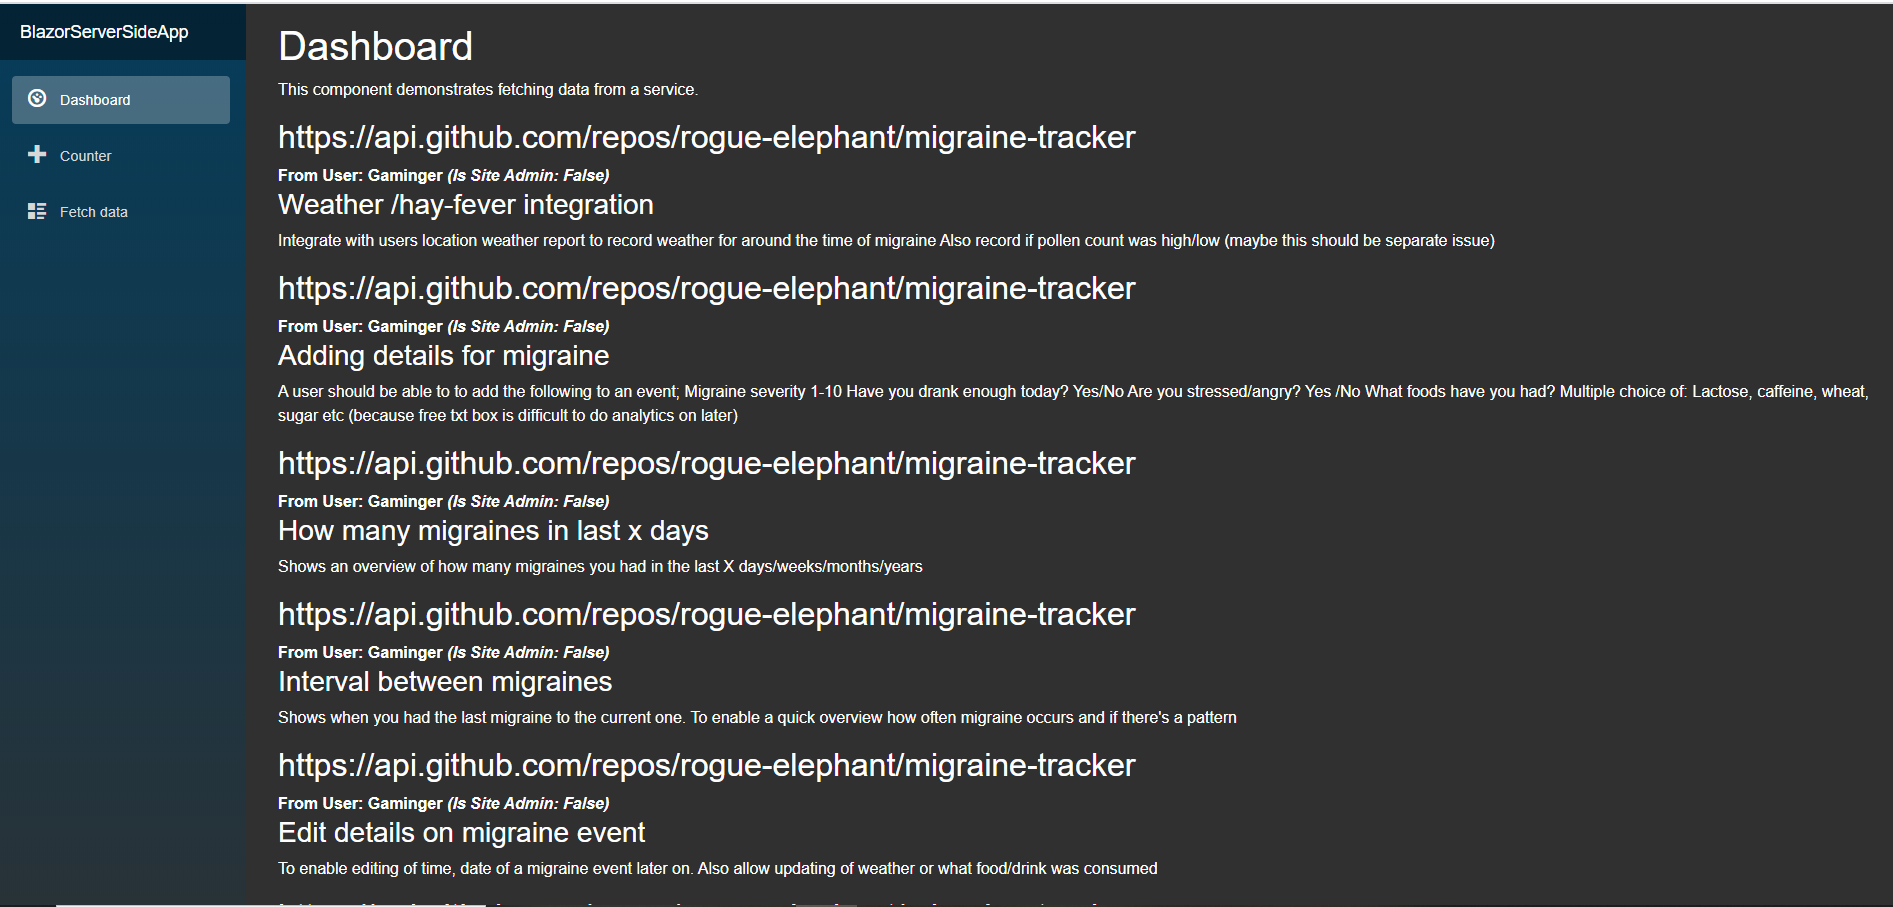 BlazorServerSideApp
Dashboard
Counter
Fetch data
Dashboard
This component demonstrates fetching data from a service.
https://api.github.com/repos/rogue-elephant/migraine-tracker
From User: Gaminger (Is Site Admin: False)
Weather /hay-fever integration
Integrate with users location weather report to record weather for around the time of migraine Also record if pollen count was high/low (maybe this should be separate issue)
https://api.github.com/repos/rogue-elephant/migraine-tracker
From User: Gaminger (Is Site Admin: False)
Adding details for migraine
A user should be able to to add the following to an event; Migraine severity 1-10 Have you drank enough today? Yes/No Are you stressed/angry? Yes /No What foods have you had? Multiple choice of: Lactose, caffeine, wheat,
sugar etc (because free txt box is difficult to do analytics on later)
https://api.github.com/repos/rogue-elephant/migraine-tracker
From User: Gaminger (Is Site Admin: False)
How many migraines in last x days
Shows an overview of how many migraines you had in the last X days/weeks/months/years
https://api.github.com/repos/rogue-elephant/migraine-tracker
From User: Gaminger (Is Site Admin: False)
Interval between migraines
Shows when you had the last migraine to the current one. To enable a quick overview how often migraine occurs and if there's a pattern
https://api.github.com/repos/rogue-elephant/migraine-tracker
From User: Gaminger (Is Site Admin: False)
Edit details on migraine event
To enable editing of time, date of a migraine event later on. Also allow updating of weather or what food/drink was consumed